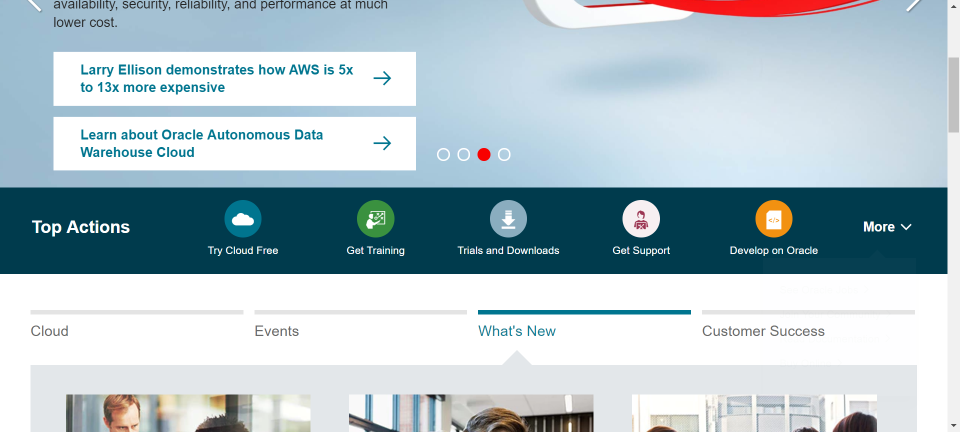 availability, security, reliability, and performance at much
lower cost.
Larry Ellison demonstrates how AWS is 5x
to 13x more expensive
Learn about Oracle Autonomous Data
Warehouse Cloud
Top Actions
Try Cloud Free
Get Training
Trials and Downloads
Get Support
Develop on Oracle
More
Cloud
Events
What's New
Customer Success